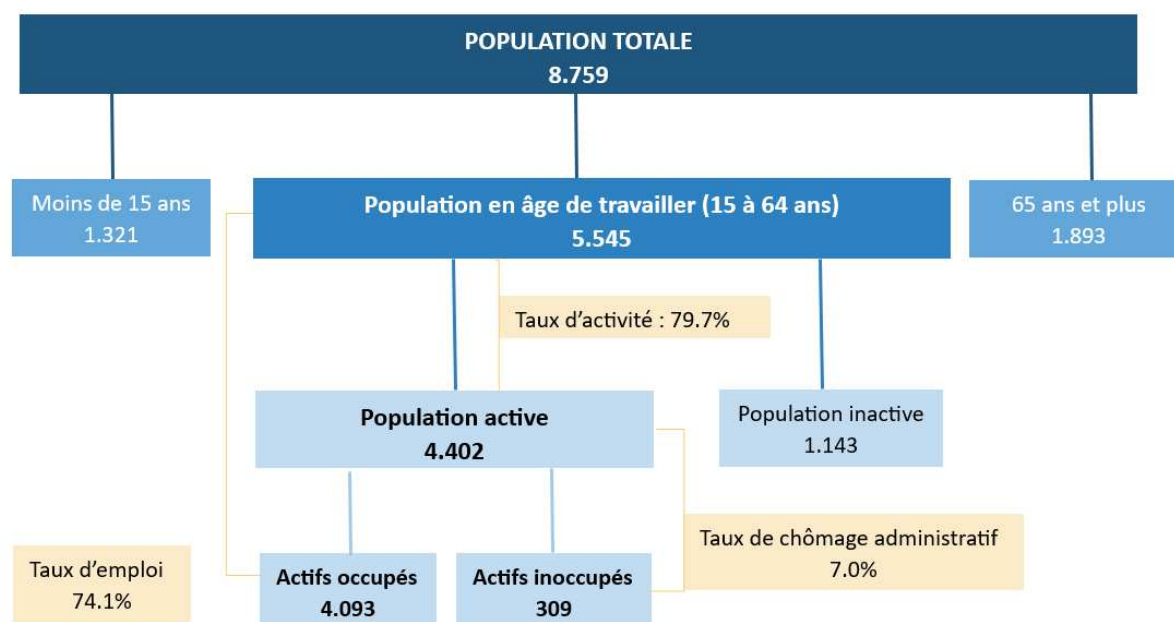 POPULATION TOTALE
8.759
Moins de 15 ans
1.321
Population en âge de travailler (15 à 64 ans)
5.545
65 ans et plus
1.893
Taux d'activité : 79.7%
Population active
4.402
Population inactive
1.143
Taux d'emploi
74.1%
Actifs occupés
4.093
Actifs inoccupés
309
Taux de chômage administratif
7.0%